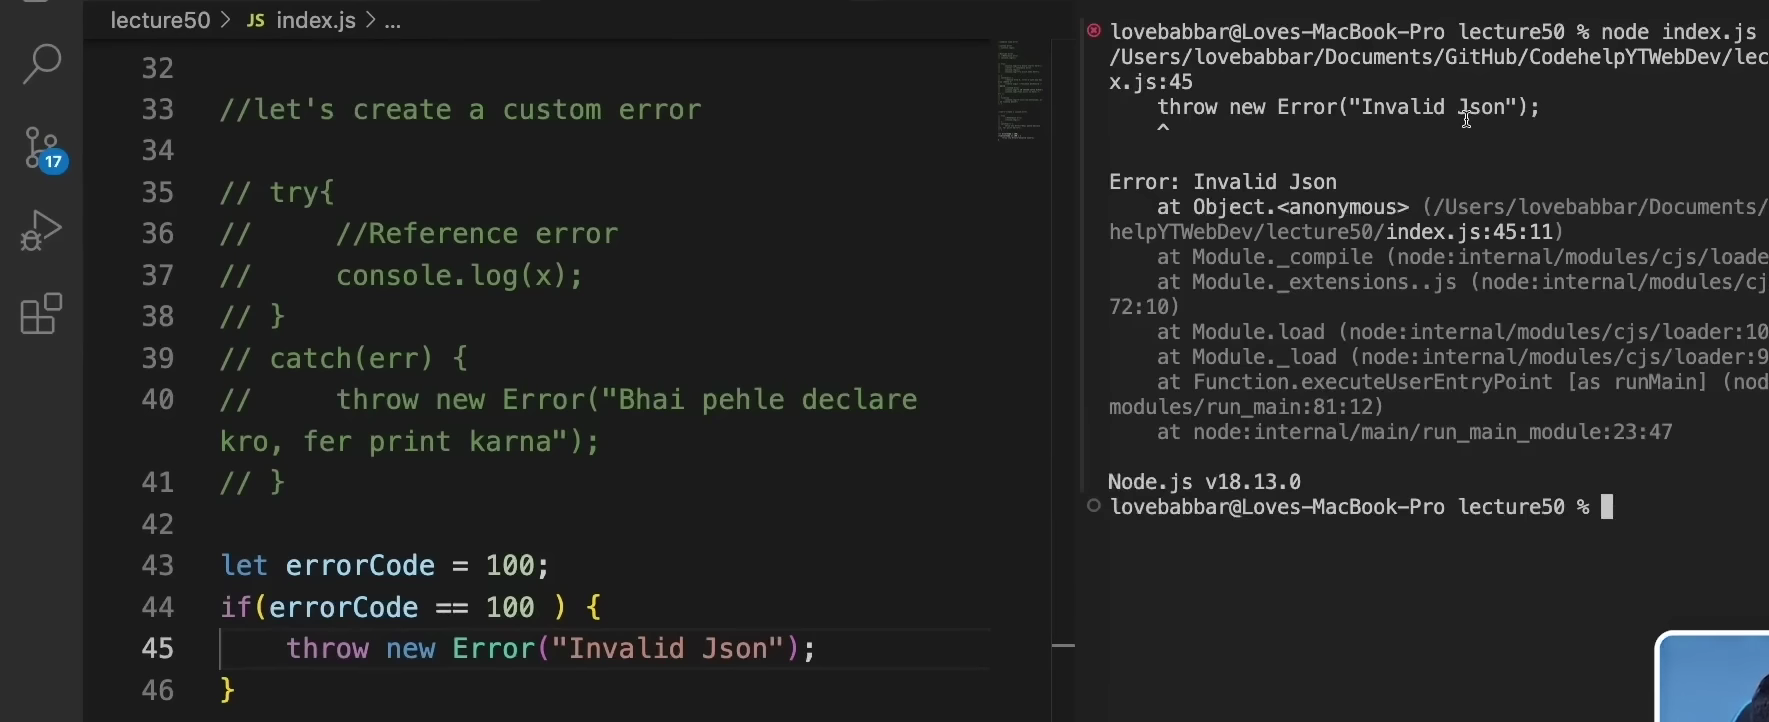 lecture50 > JS index.js > ...
32
33 //let's create a custom error
34
35 // try{
36 //     //Reference error
37 //     console.log(x);
38 // }
39 // catch(err) {
40 //     throw new Error("Bhai pehle declare
kro, fer print karna");
41 // }
42
43 let errorCode = 100;
44 if(errorCode == 100 ) {
45     throw new Error("Invalid Json");
46 }
17
lovebabbar@Loves-MacBook-Pro lecture50 % node index.js
/Users/lovebabbar/Documents/GitHub/CodehelpYTWebDev/lec
x.js:45
    throw new Error("Invalid Json");
    ^
Error: Invalid Json
    at Object.<anonymous> (/Users/lovebabbar/Documents/
helpYTWebDev/lecture50/index.js:45:11)
    at Module._compile (node:internal/modules/cjs/loade
    at Module._extensions..js (node:internal/modules/cj
72:10)
    at Module.load (node:internal/modules/cjs/loader:10
    at Module._load (node:internal/modules/cjs/loader:9
    at Function.executeUserEntryPoint [as runMain] (nod
modules/run_main:81:12)
    at node:internal/main/run_main_module:23:47
Node.js v18.13.0
lovebabbar@Loves-MacBook-Pro lecture50 %